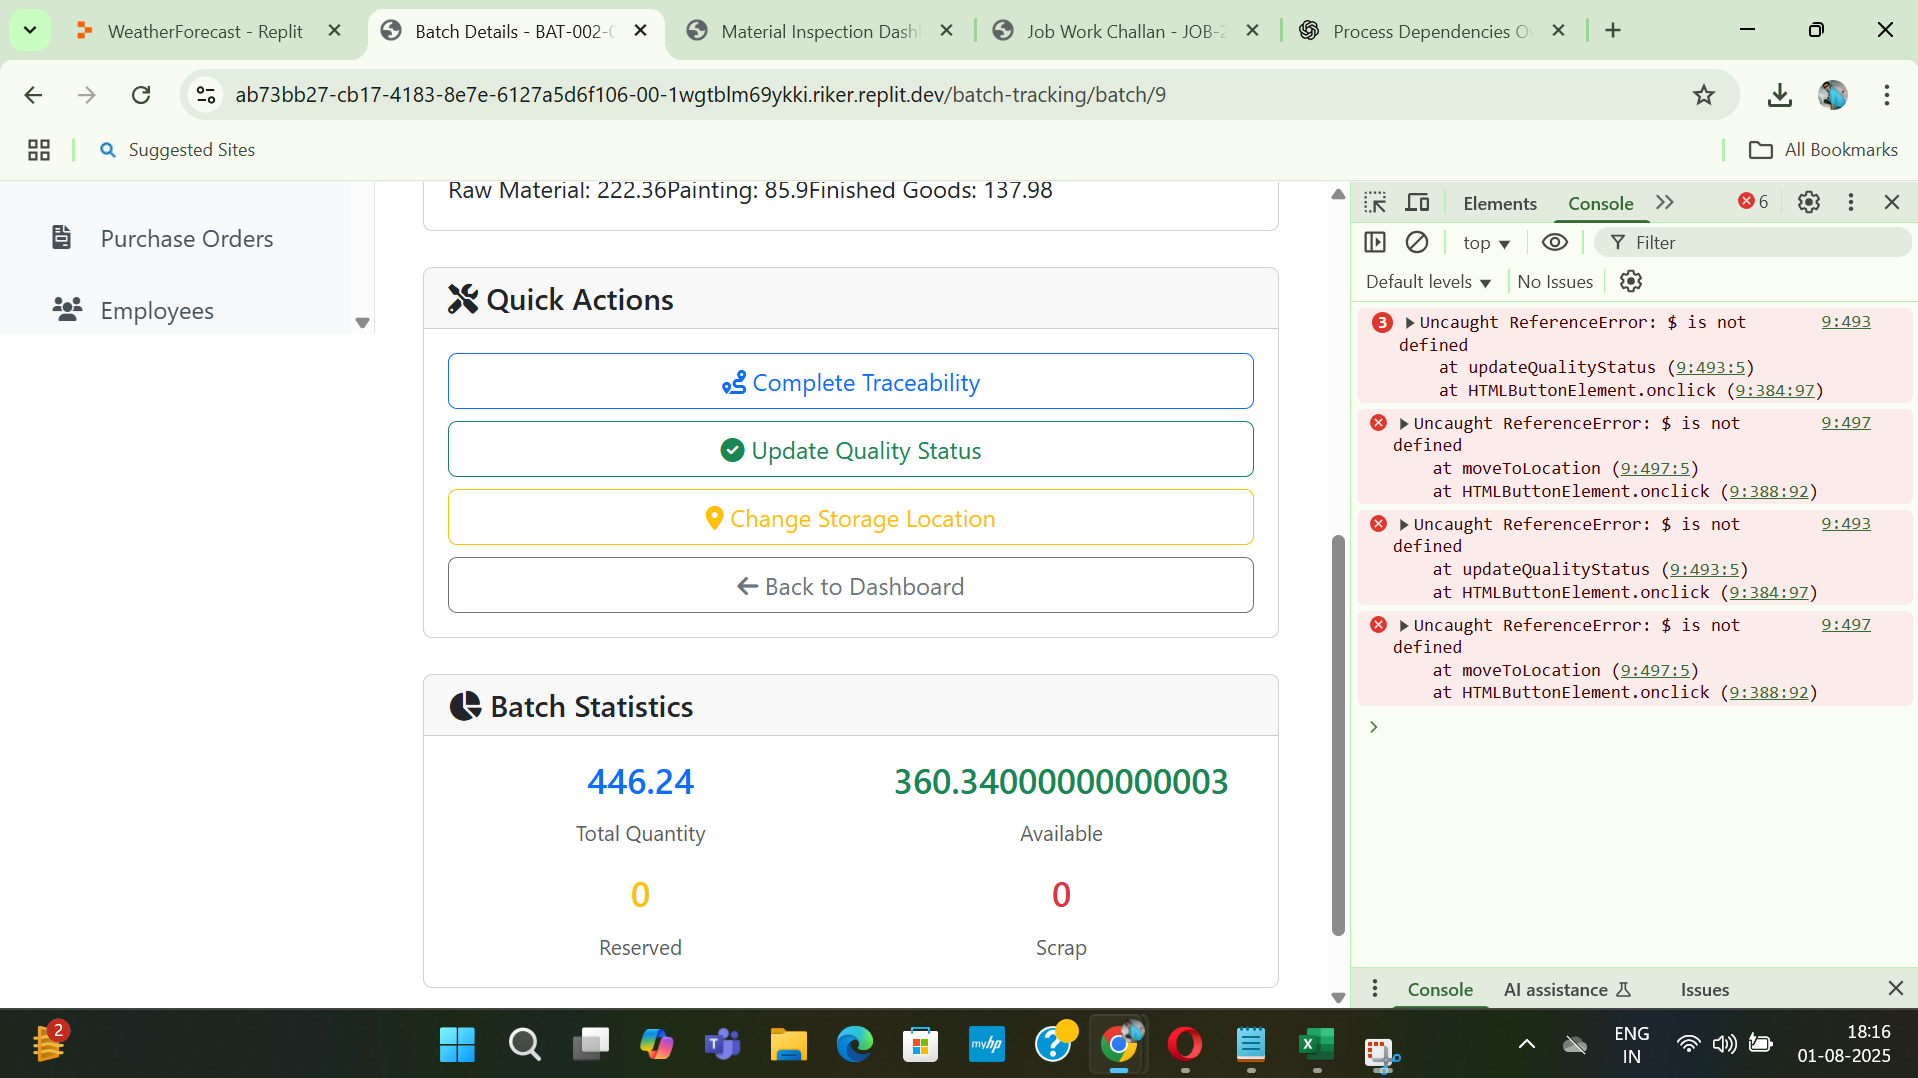 WeatherForecast - Replit
Batch Details - BAT-002-0
Material Inspection Dash
Job Work Challan - JOB-2
Process Dependencies Ov
ab73bb27-cb17-4183-8e7e-6127a5d6f106-00-1wgtblm69ykki.riker.replit.dev/batch-tracking/batch/9
Suggested Sites
All Bookmarks
Purchase Orders
Employees
Raw Material: 222.36Painting: 85.9Finished Goods: 137.98
Quick Actions
Complete Traceability
Update Quality Status
Change Storage Location
Back to Dashboard
Batch Statistics
446.24
Total Quantity
360.34000000000003
Available
0
Reserved
0
Scrap
Elements
Console
6
top
Filter
Default levels
No Issues
3
Uncaught ReferenceError: $ is not 9:493
defined
at updateQualityStatus (9:493:5)
at HTMLButtonElement.onclick (9:384:97)
Uncaught ReferenceError: $ is not 9:497
defined
at moveToLocation (9:497:5)
at HTMLButtonElement.onclick (9:388:92)
Uncaught ReferenceError: $ is not 9:493
defined
at updateQualityStatus (9:493:5)
at HTMLButtonElement.onclick (9:384:97)
Uncaught ReferenceError: $ is not 9:497
defined
at moveToLocation (9:497:5)
at HTMLButtonElement.onclick (9:388:92)
Console
AI assistance
Issues
2
myhp
ENG
IN
18:16
01-08-2025